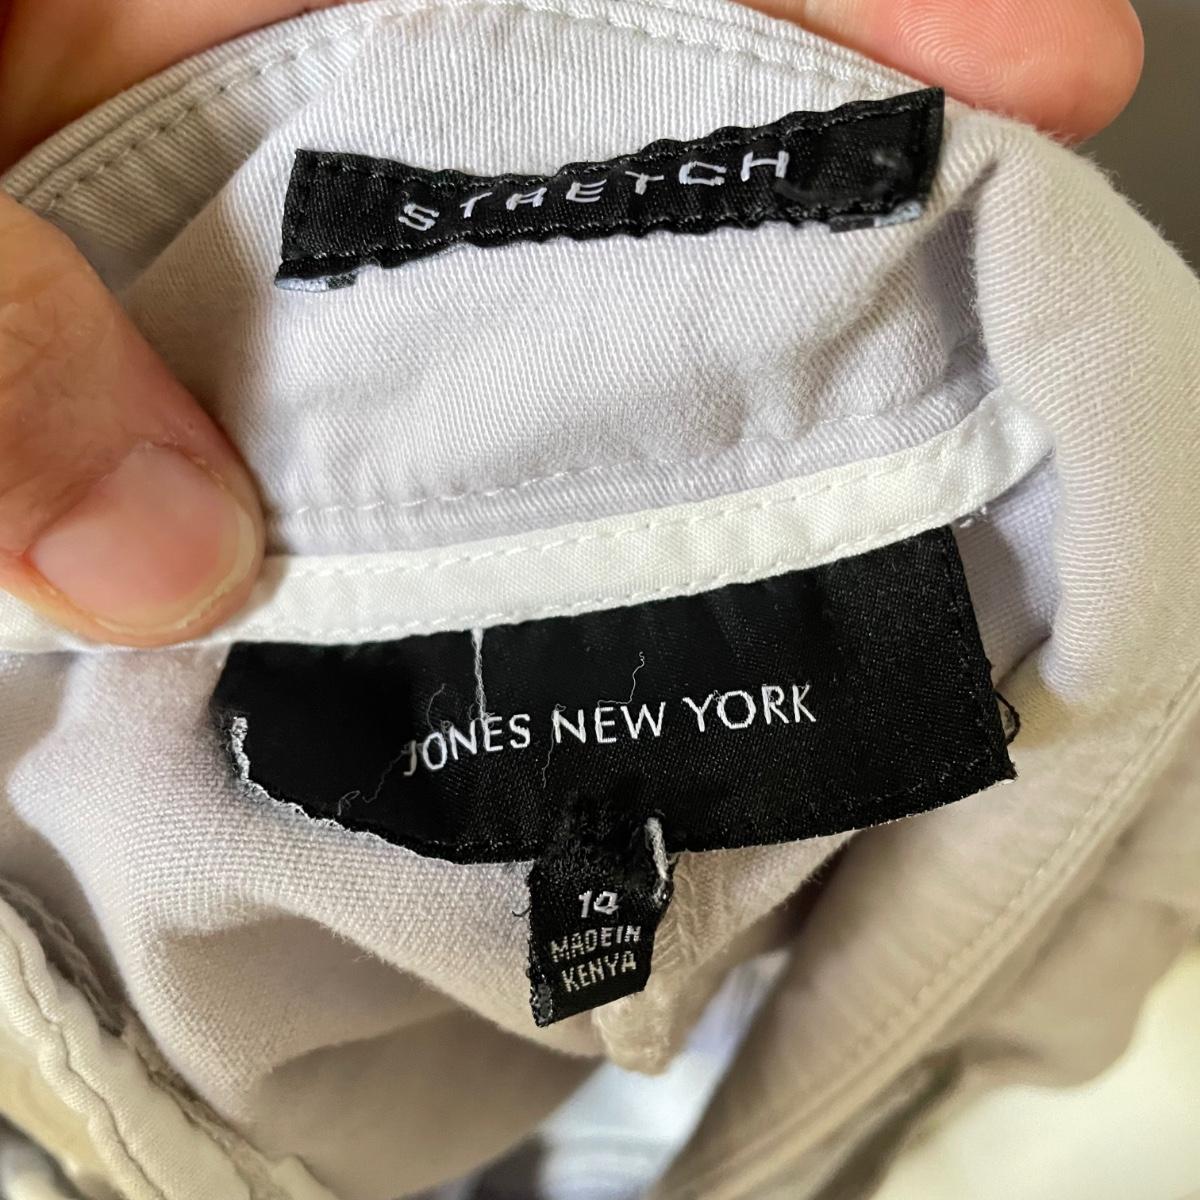 STRETCH
JONES NEW YORK
14
MADE IN
KENYA